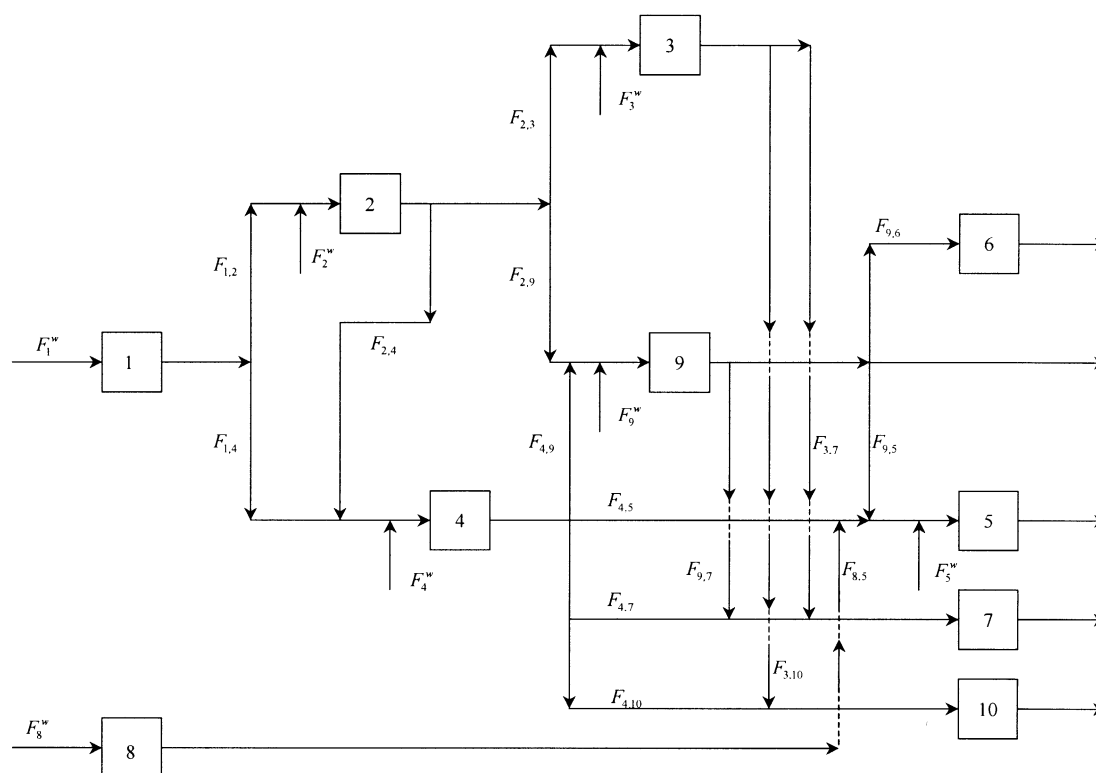 3
F_3^w
F_{2,3}
2
F_{9,6}
6
F_2^w
F_{1,2}
F_{2,9}
F_1^w
1
F_{2,4}
9
F_9^w
F_{1,4}
F_{4,9}
F_{3,7}
F_{9,5}
F_{4,5}
4
5
F_4^w
F_{9,7}
F_{8,5}
F_5^w
F_{4,7}
7
F_{3,10}
F_{4,10}
10
F_8^w
8